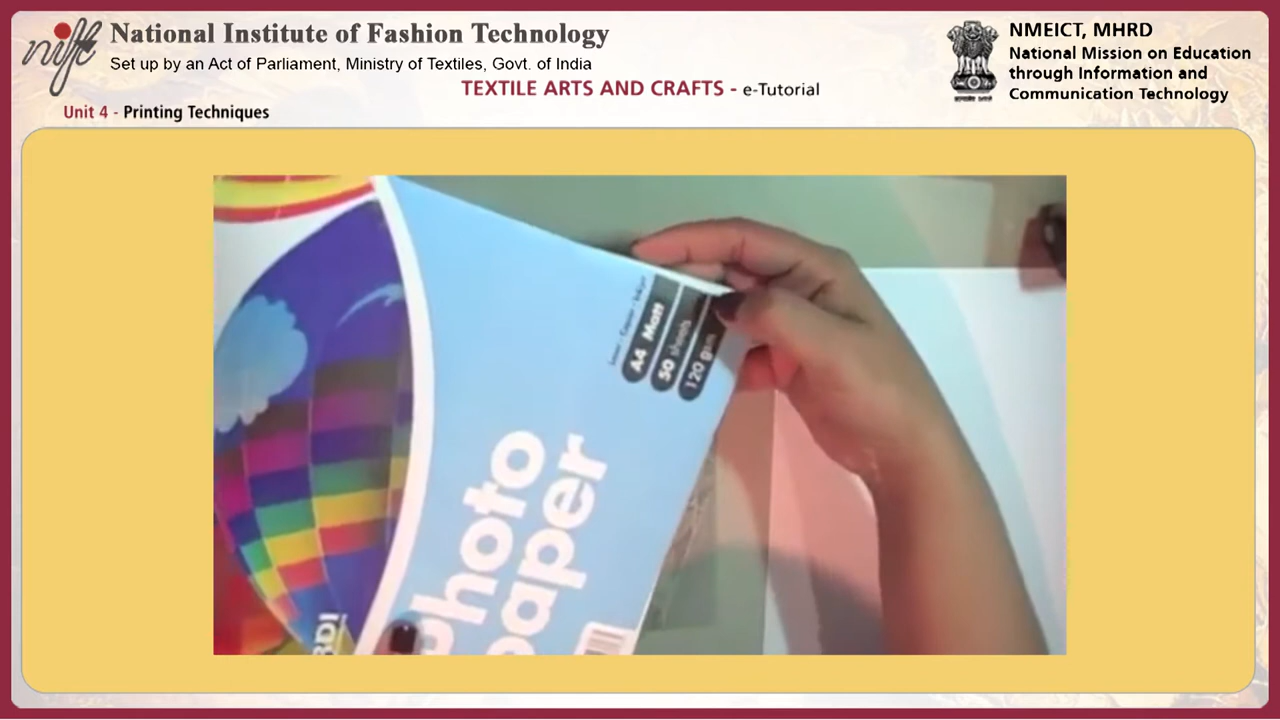 nift
National Institute of Fashion Technology
Set up by an Act of Parliament, Ministry of Textiles, Govt. of India
TEXTILE ARTS AND CRAFTS - e-Tutorial
Unit 4 - Printing Techniques
NMEICT, MHRD
National Mission on Education
through Information and
Communication Technology
A4 Matt
50 sheets
120 gsm
photo
paper